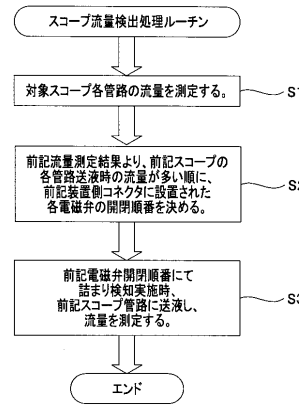 スコープ流量検出処理ルーチン
対象スコープ各管路の流量を測定する。
S1
前記流量測定結果より、前記スコープの
各管路送液時の流量が多い順に、
前記装置側コネクタに設置された
各電磁弁の開閉順番を決める。
S2
前記電磁弁開閉順番にて
詰まり検知実施時、
前記スコープ管路に送液し、
流量を測定する。
S3
エンド